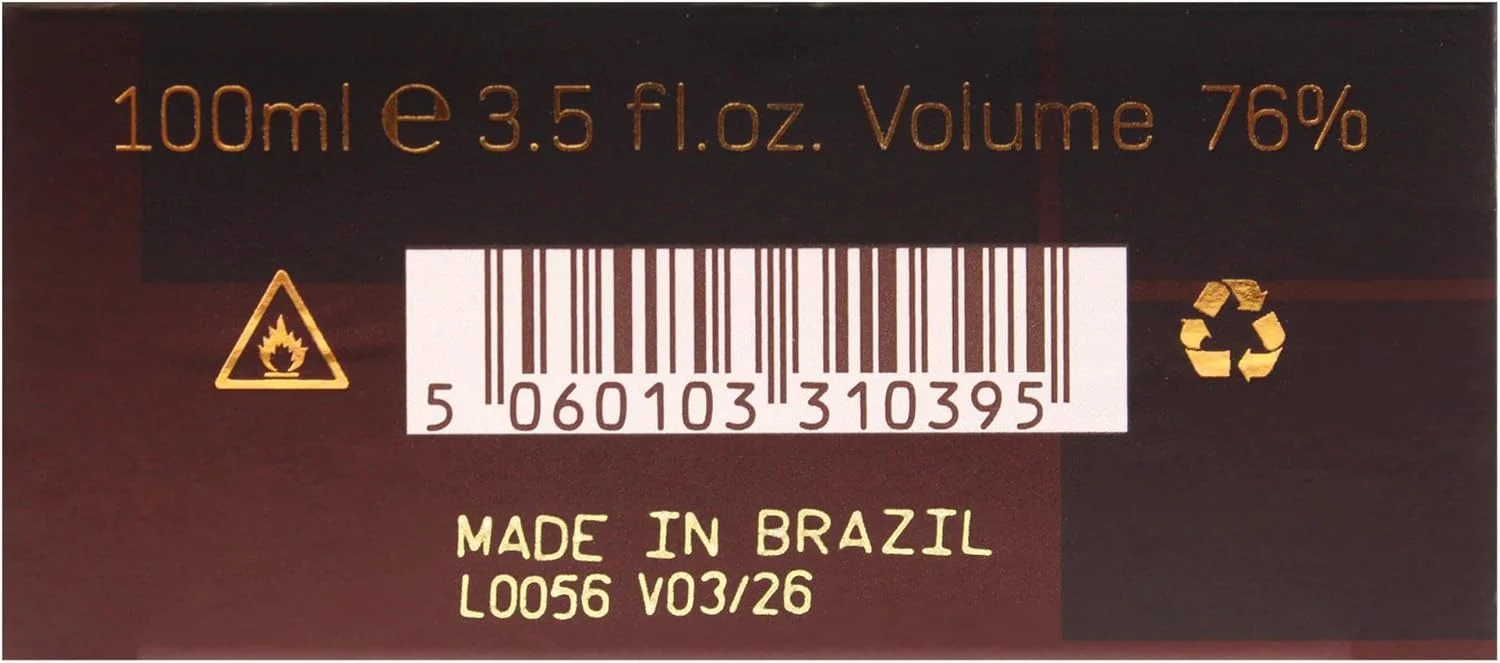 100ml ℮ 3.5 fl.oz. Volume 76%
5 060103 310395
MADE IN BRAZIL
L0056 V03/26